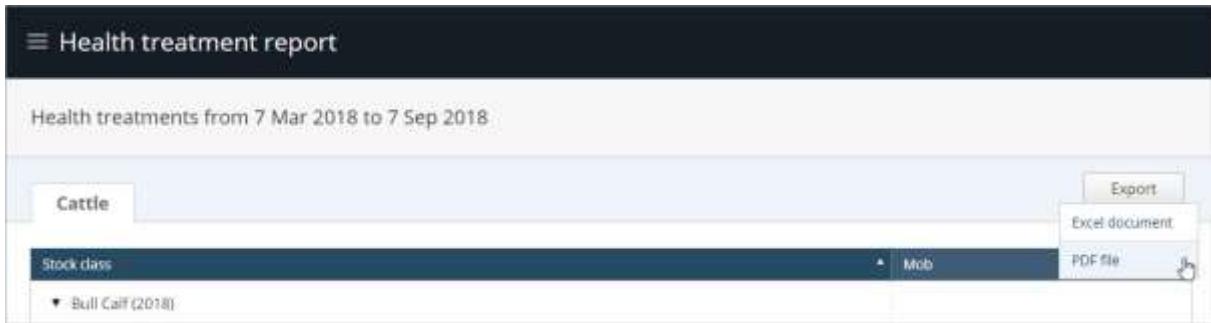 Health treatment report
Health treatments from 7 Mar 2018 to 7 Sep 2018
Export
Cattle
Excel document
Stock class
Mob
PDF file
Bull Calf (2018)